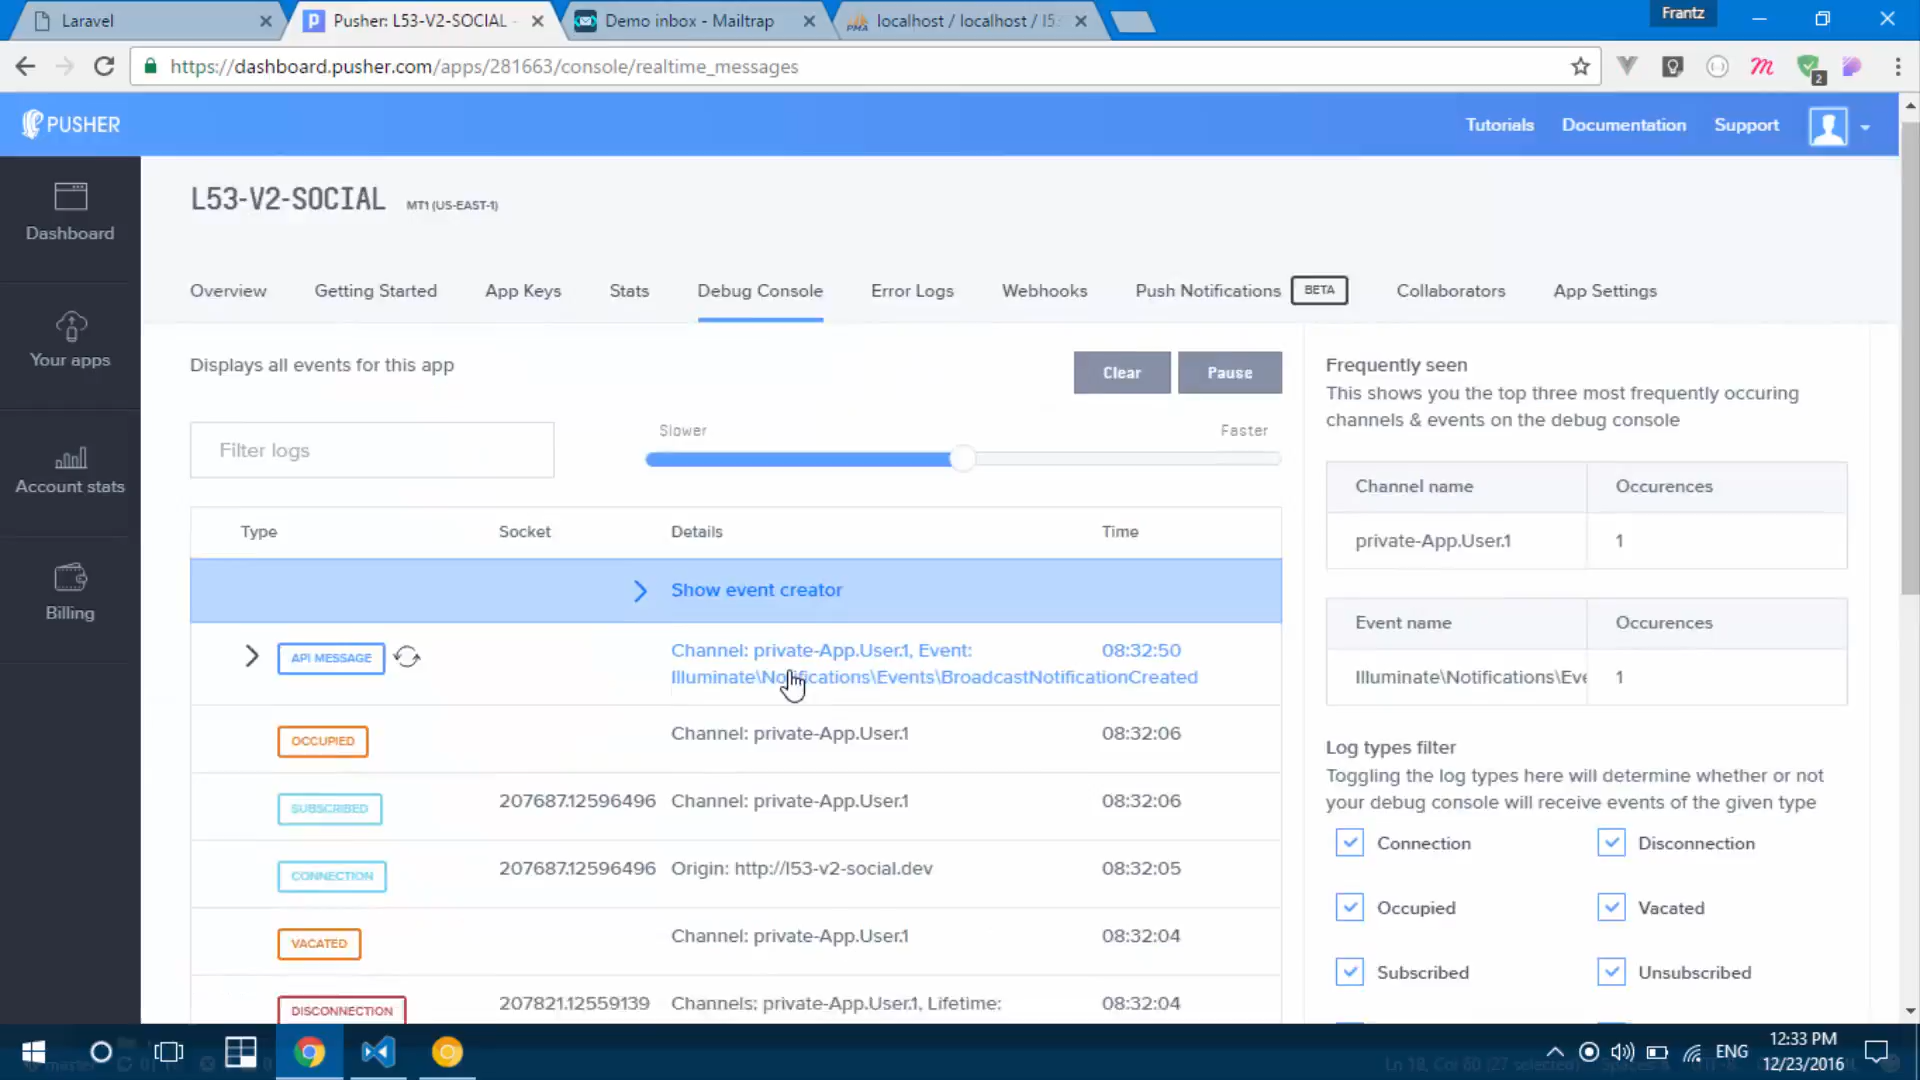 Laravel
Pusher: L53-V2-SOCIAL -
Demo inbox - Mailtrap
PMA
localhost / localhost / l5
Frantz
https://dashboard.pusher.com/apps/281663/console/realtime_messages
2
PUSHER
Tutorials
Documentation
Support
Dashboard
Your apps
Account stats
Billing
L53-V2-SOCIAL MT1 (US-EAST-1)
Overview
Getting Started
App Keys
Stats
Debug Console
Error Logs
Webhooks
Push Notifications BETA
Collaborators
App Settings
Displays all events for this app
Clear
Pause
Filter logs
Slower
Faster
Type Socket Details Time
Show event creator
API MESSAGE Channel: private-App.User.1, Event: 08:32:50
Illuminate\Notifications\Events\BroadcastNotificationCreated
OCCUPIED Channel: private-App.User.1 08:32:06
SUBSCRIBED 207687.12596496 Channel: private-App.User.1 08:32:06
CONNECTION 207687.12596496 Origin: http://l53-v2-social.dev 08:32:05
VACATED Channel: private-App.User.1 08:32:04
DISCONNECTION 207821.12559139 Channels: private-App.User.1, Lifetime: 08:32:04
Frequently seen
This shows you the top three most frequently occuring
channels & events on the debug console
Channel name Occurences
private-App.User.1 1
Event name Occurences
Illuminate\Notifications\Eve 1
Log types filter
Toggling the log types here will determine whether or not
your debug console will receive events of the given type
Connection Disconnection
Occupied Vacated
Subscribed Unsubscribed
ENG
12:33 PM
12/23/2016
master
Ln 18, Col 60 (27 selected)